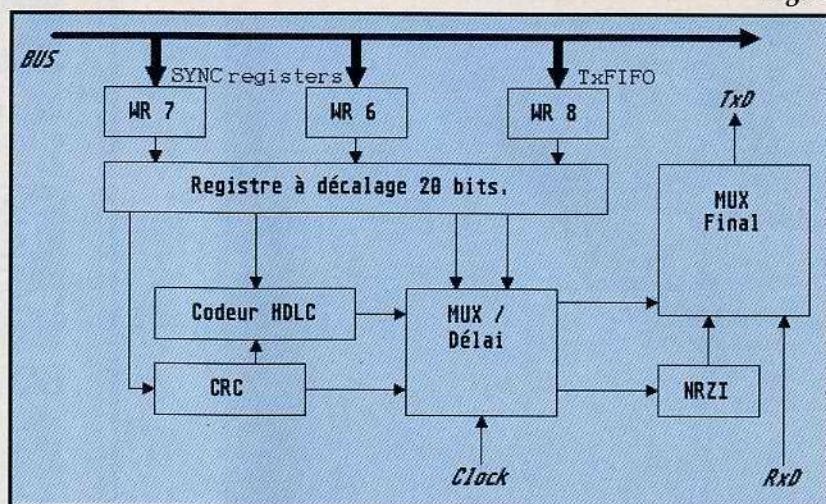 BUS
SYNC registers
TxFIFO
TxD
WR 7
WR 6
WR 8
Registre à décalage 20 bits.
MUX
Final
Codeur HDLC
MUX /
Délai
CRC
NRZI
Clock
RxD